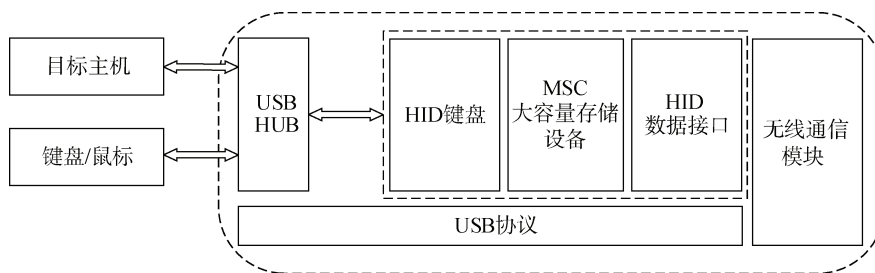 目标主机
键盘/鼠标
USB
HUB
HID键盘
MSC
大容量存储
设备
HID
数据接口
无线通信
模块
USB协议